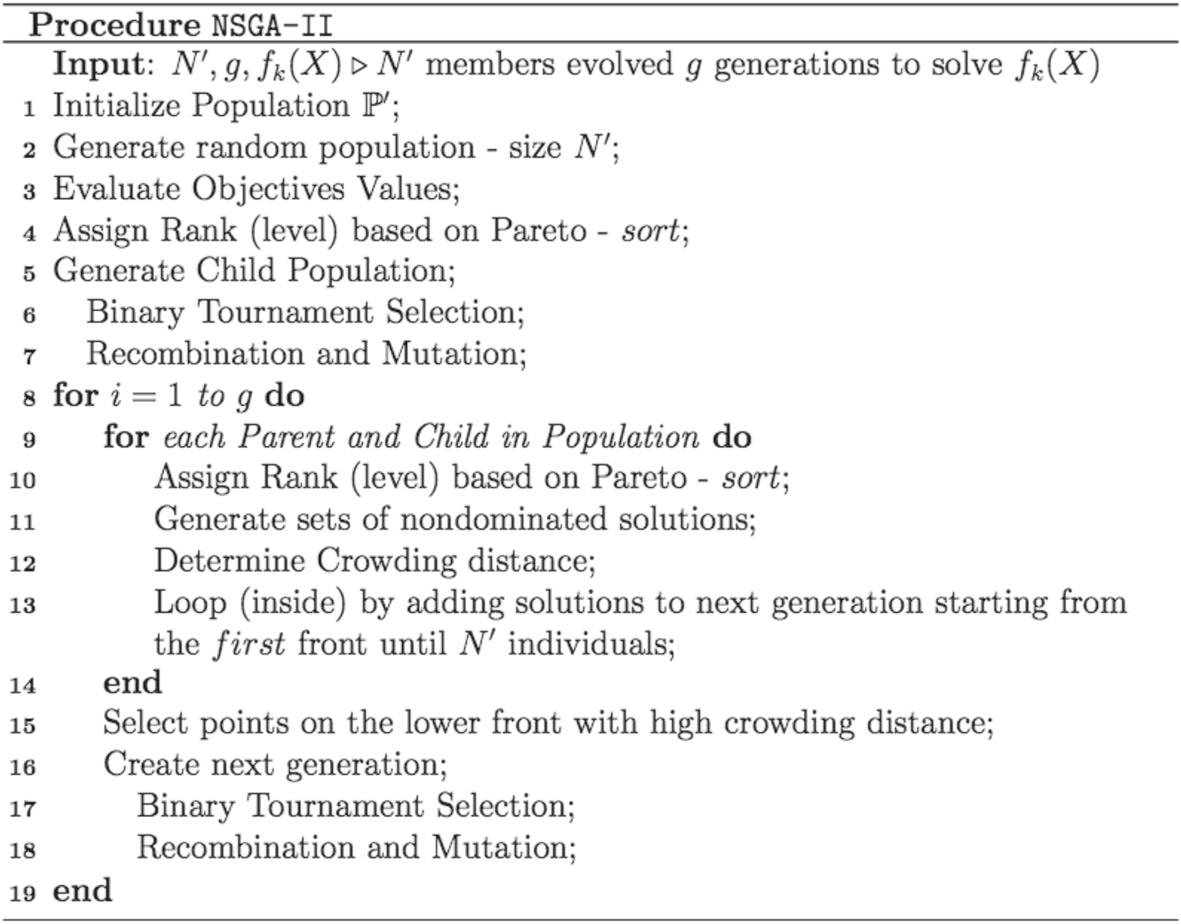 Procedure NSGA-II
Input: N′, g, fₖ(X) ▷ N′ members evolved g generations to solve fₖ(X)
1 Initialize Population ℙ′;
2 Generate random population - size N′;
3 Evaluate Objectives Values;
4 Assign Rank (level) based on Pareto - sort;
5 Generate Child Population;
6 Binary Tournament Selection;
7 Recombination and Mutation;
8 for i = 1 to g do
9 for each Parent and Child in Population do
10 Assign Rank (level) based on Pareto - sort;
11 Generate sets of nondominated solutions;
12 Determine Crowding distance;
13 Loop (inside) by adding solutions to next generation starting from
the first front until N′ individuals;
14 end
15 Select points on the lower front with high crowding distance;
16 Create next generation;
17 Binary Tournament Selection;
18 Recombination and Mutation;
19 end